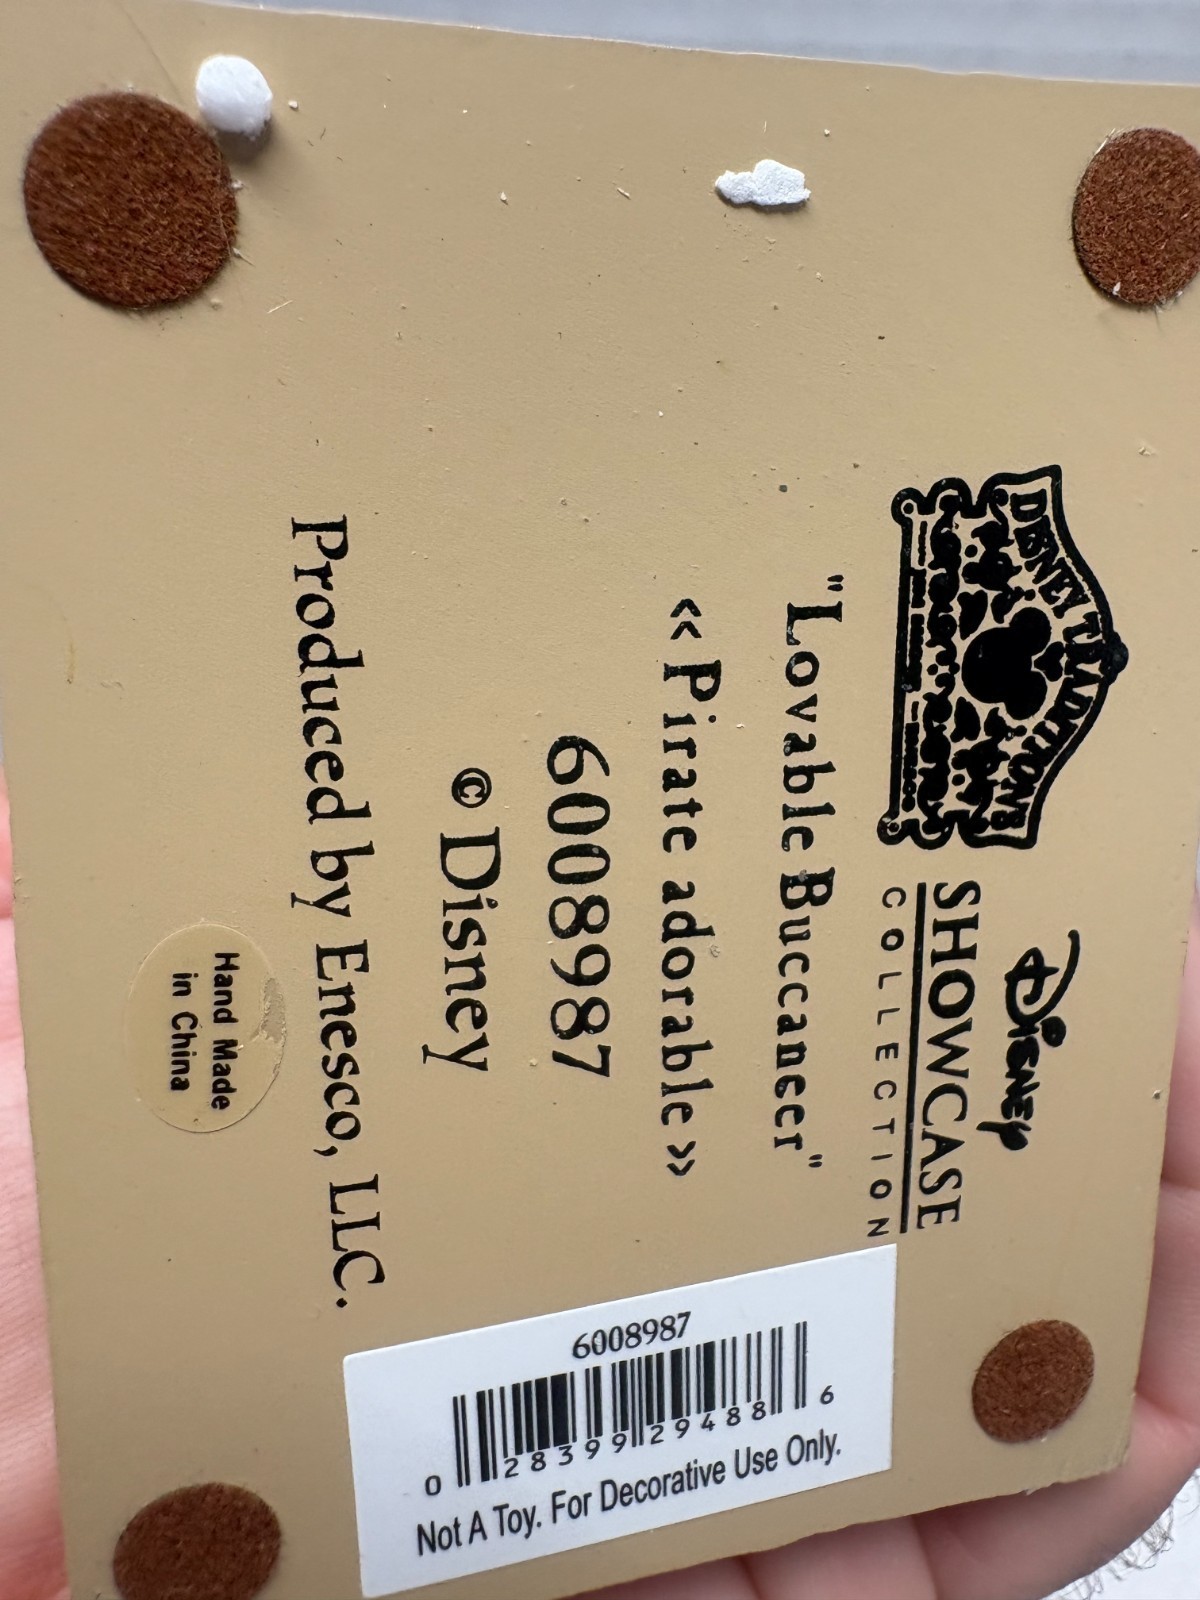 DISNEY TRADITIONS
Disney
SHOWCASE
COLLECTION
"Lovable Buccaneer"
« Pirate adorable »
6008987
© Disney
Produced by Enesco, LLC.
Hand Made
in China
6008987
0 28399 29488 6
Not A Toy. For Decorative Use Only.